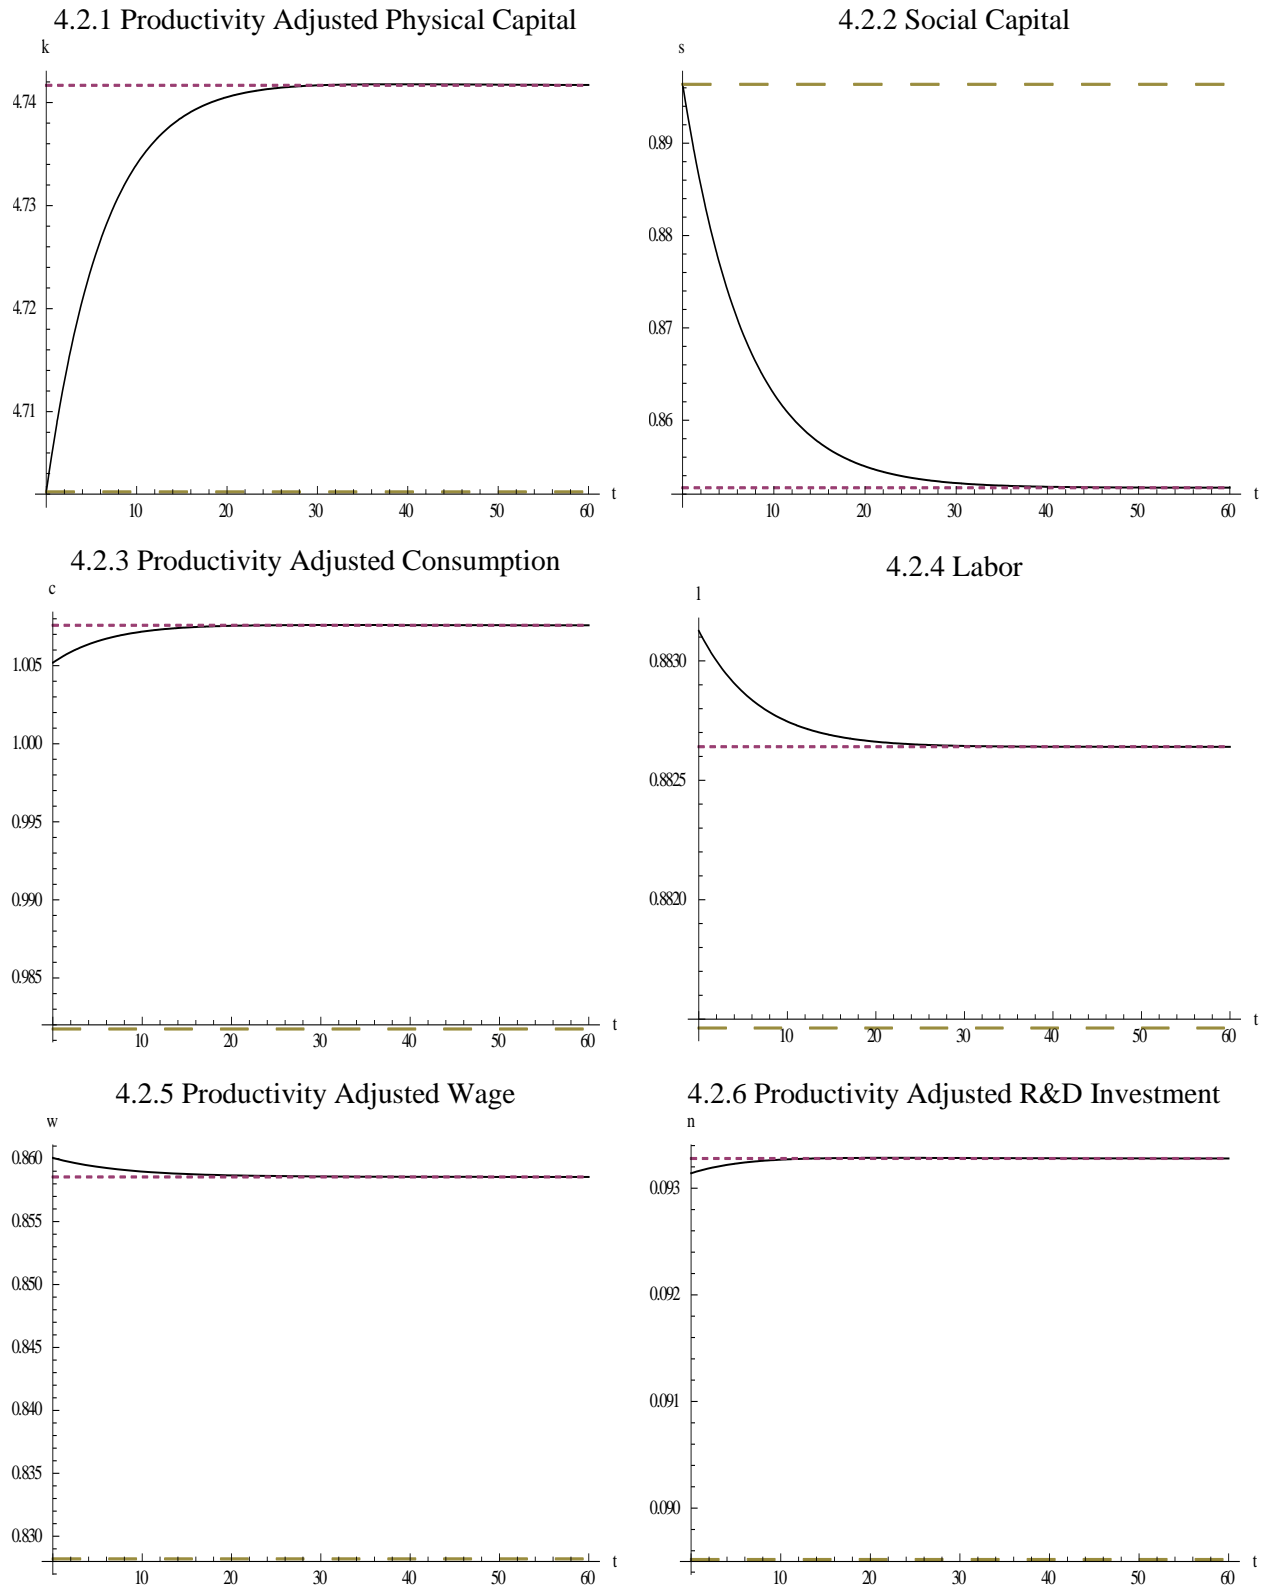 4.2.1 Productivity Adjusted Physical Capital
k
4.74
4.73
4.72
4.71
10 20 30 40 50 60 t
4.2.2 Social Capital
s
0.89
0.88
0.87
0.86
10 20 30 40 50 60 t
4.2.3 Productivity Adjusted Consumption
c
1.005
1.000
0.995
0.990
0.985
10 20 30 40 50 60 t
4.2.4 Labor
l
0.8830
0.8825
0.8820
10 20 30 40 50 60 t
4.2.5 Productivity Adjusted Wage
w
0.860
0.855
0.850
0.845
0.840
0.835
0.830
10 20 30 40 50 60 t
4.2.6 Productivity Adjusted R&D Investment
n
0.093
0.092
0.091
0.090
10 20 30 40 50 60 t